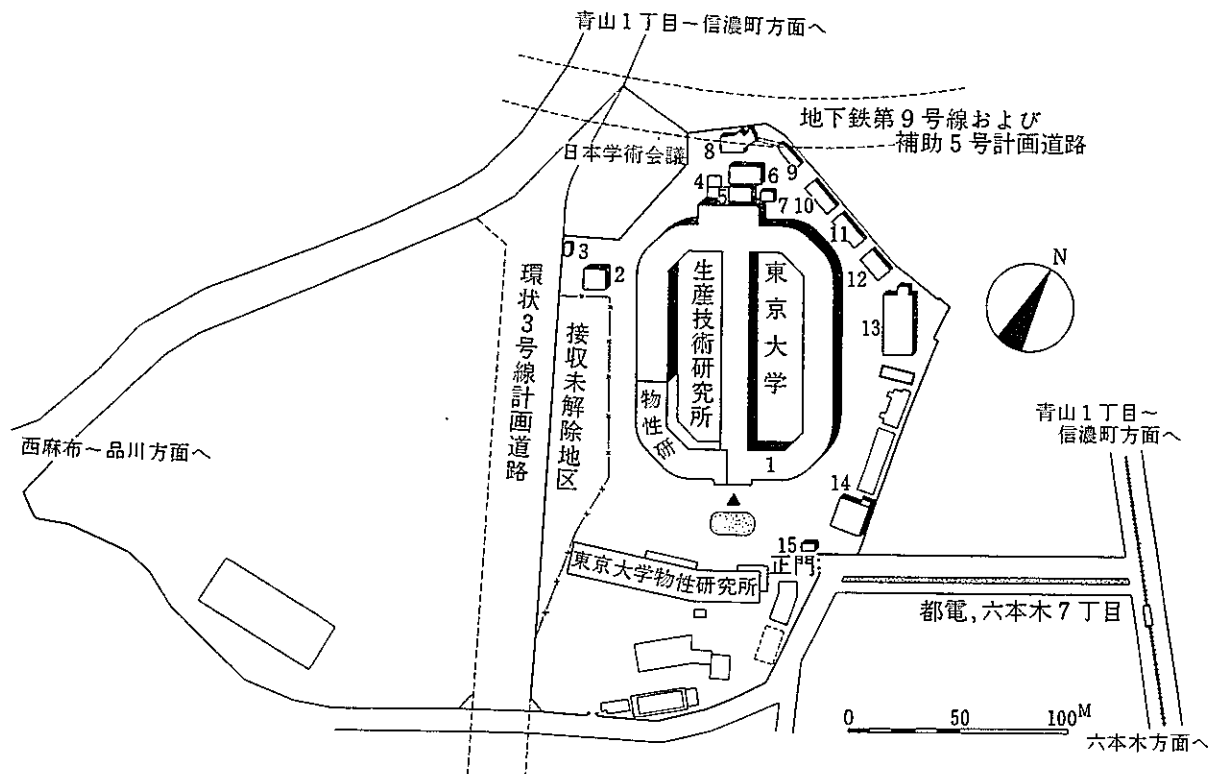 青山1丁目～信濃町方面へ
地下鉄第9号線および
補助5号計画道路
日本学術会議
8
9
6
4
5
7
10
11
12
3
2
N
環状3号線計画道路
接収未解除地区
生産技術研究所
東京大学
13
物性研
1
青山1丁目～
信濃町方面へ
西麻布～品川方面へ
14
15
正門
東京大学物性研究所
都電,六本木7丁目
0 50 100M
六本木方面へ